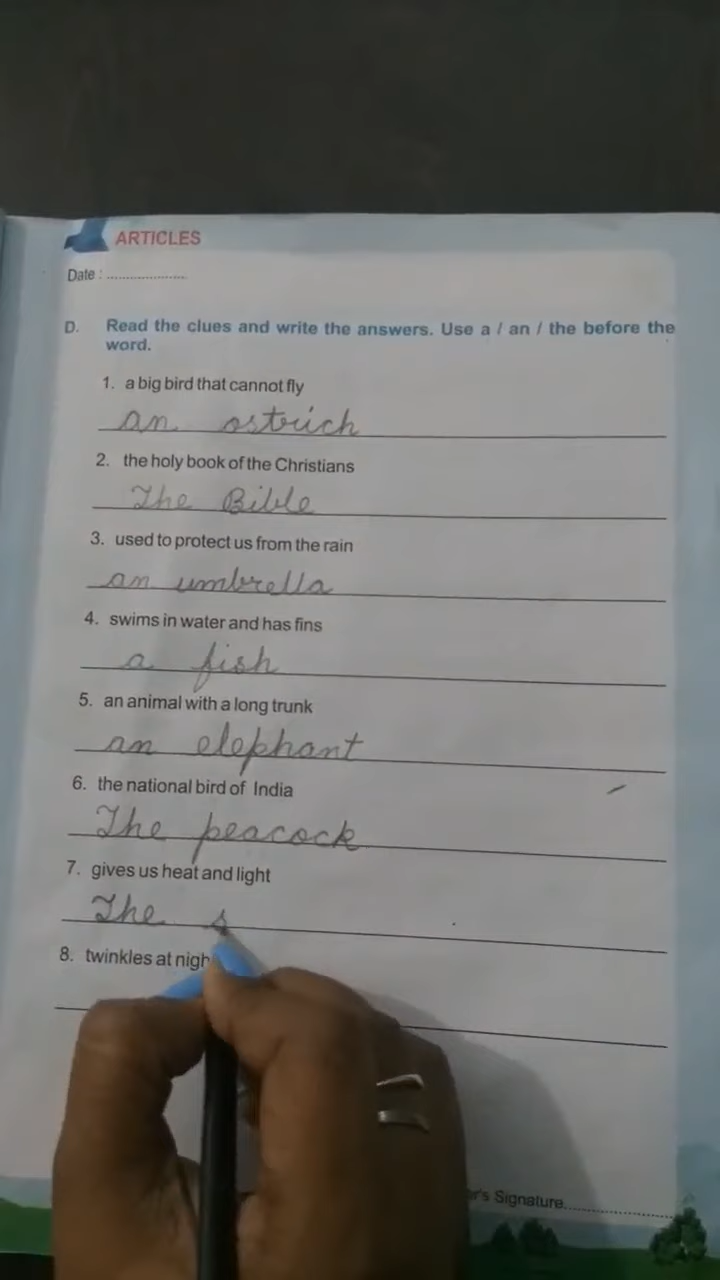 ARTICLES
Date : ....................
D. Read the clues and write the answers. Use a / an / the before the
word.
1. a big bird that cannot fly
an ostrich
2. the holy book of the Christians
The Bible
3. used to protect us from the rain
an umbrella
4. swims in water and has fins
a fish
5. an animal with a long trunk
an elephant
6. the national bird of India
The peacock
7. gives us heat and light
The s
8. twinkles at nigh
er's Signature....................